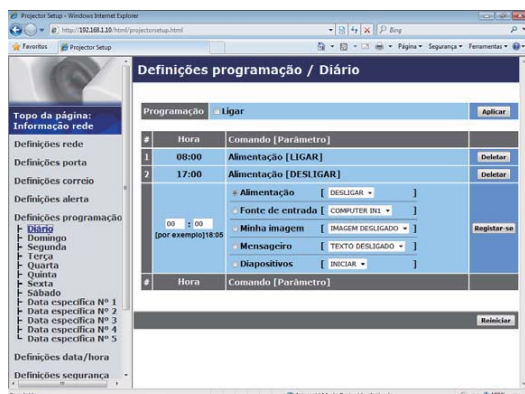 Projector Setup - Windows Internet Explorer
http://192.168.1.10/html/projectorsetup.html
Bing
Favoritos Projector Setup Página Segurança Ferramentas
Definições programação / Diário
Topo da página:
Informação rede
Definições rede
Definições porta
Definições correio
Definições alerta
Definições programação
Diário
Domingo
Segunda
Terça
Quarta
Quinta
Sexta
Sábado
Data específica Nº 1
Data específica Nº 2
Data específica Nº 3
Data específica Nº 4
Data específica Nº 5
Definições data/hora
Definições segurança
Programação Ligar Aplicar
# Hora Comando [Parâmetro]
1 08:00 Alimentação [LIGAR] Deletar
2 17:00 Alimentação [DESLIGAR] Deletar
00 : 00
[por exemplo]18:05
Alimentação [ DESLIGAR ]
Fonte de entrada [ COMPUTER IN1 ]
Minha imagem [ IMAGEM DESLIGADO ]
Mensageiro [ TEXTO DESLIGADO ]
Diapositivos [ INICIAR ]
Registar-se
# Hora Comando [Parâmetro]
Reiniciar